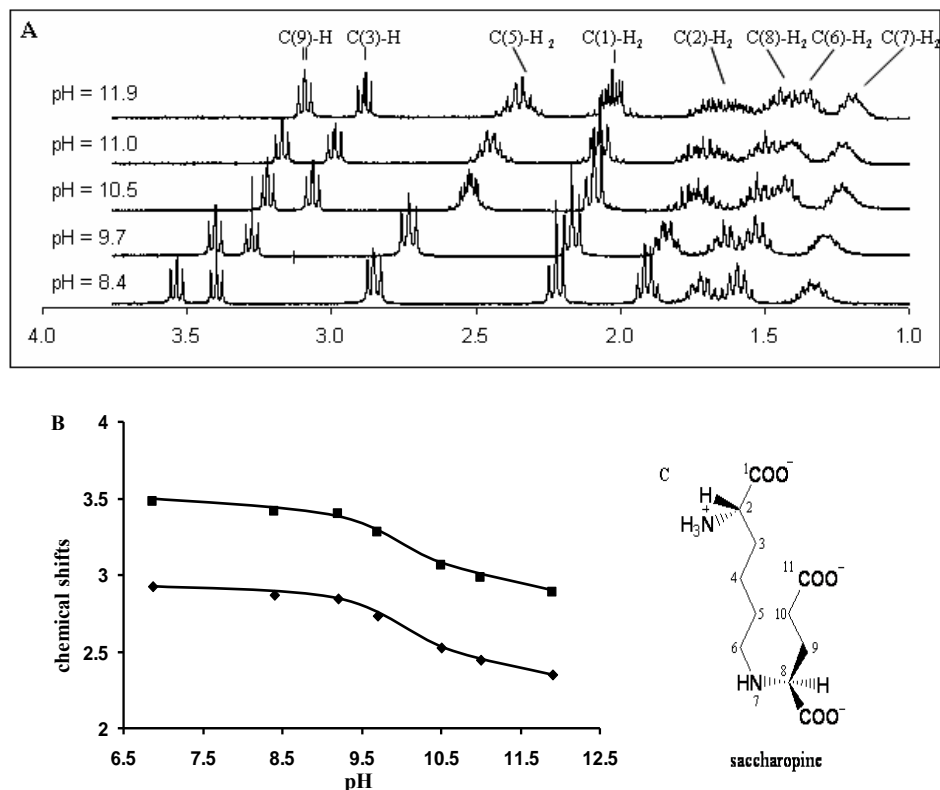 A
C(9)-H C(3)-H C(5)-H2 C(1)-H2 C(2)-H2 C(8)-H2 C(6)-H2 C(7)-H2
pH = 11.9
pH = 11.0
pH = 10.5
pH = 9.7
pH = 8.4
4.0 3.5 3.0 2.5 2.0 1.5 1.0
B
4
3.5
3
2.5
2
chemical shifts
6.5 7.5 8.5 9.5 10.5 11.5 12.5
pH
C
1 COO−
H 2
H3N +
3
11 COO−
4
10
5
9
6
8
HN H
7
COO−
saccharopine